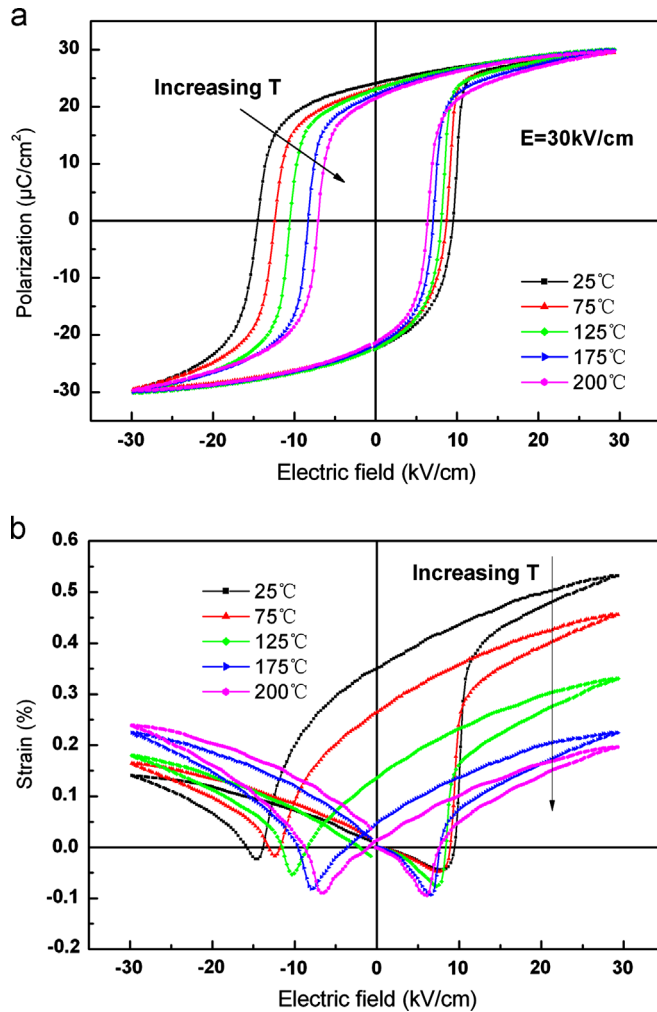 a
30
20
10
0
-10
-20
-30
Polarization (μC/cm²)
Increasing T
E=30kV/cm
25℃
75℃
125℃
175℃
200℃
-30 -20 -10 0 10 20 30
Electric field (kV/cm)
b
0.6
0.5
0.4
0.3
0.2
0.1
0.0
-0.1
-0.2
Strain (%)
25℃
75℃
125℃
175℃
200℃
Increasing T
-30 -20 -10 0 10 20 30
Electric field (kV/cm)